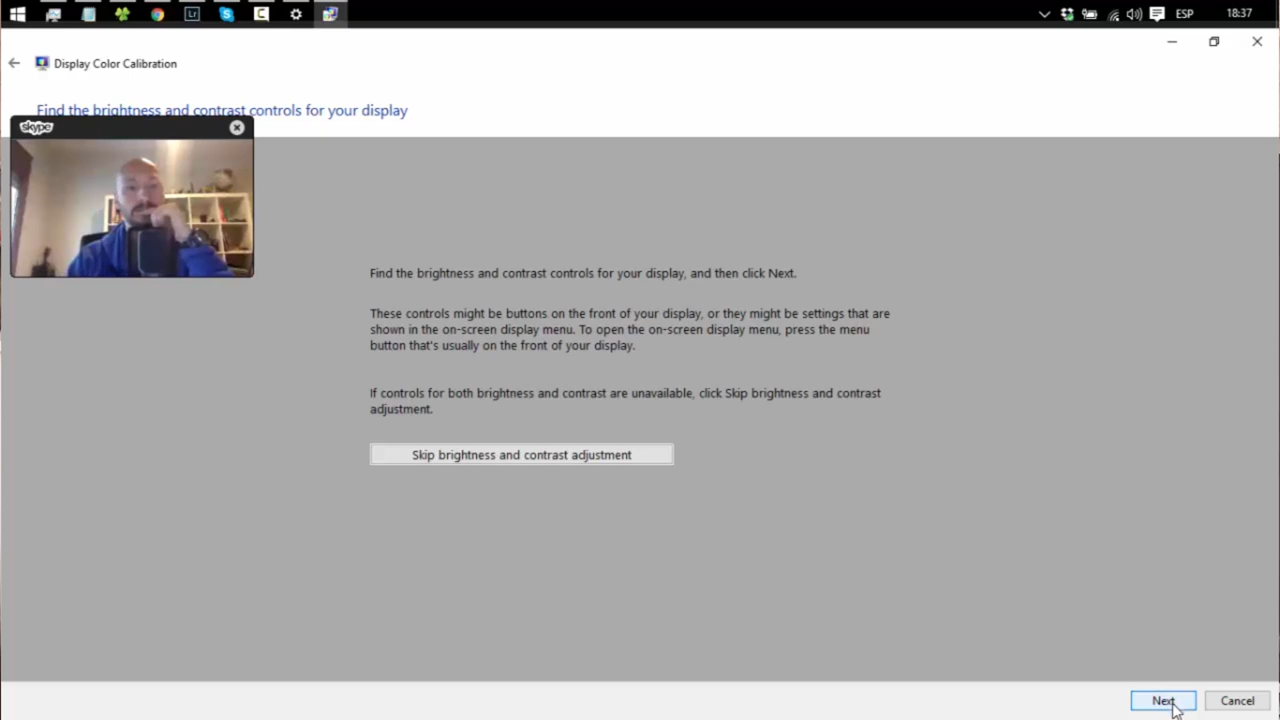 Lr
ESP
18:37
Display Color Calibration
Find the brightness and contrast controls for your display
skype
Find the brightness and contrast controls for your display, and then click Next.
These controls might be buttons on the front of your display, or they might be settings that are
shown in the on-screen display menu. To open the on-screen display menu, press the menu
button that's usually on the front of your display.
If controls for both brightness and contrast are unavailable, click Skip brightness and contrast
adjustment.
Skip brightness and contrast adjustment
Next
Cancel